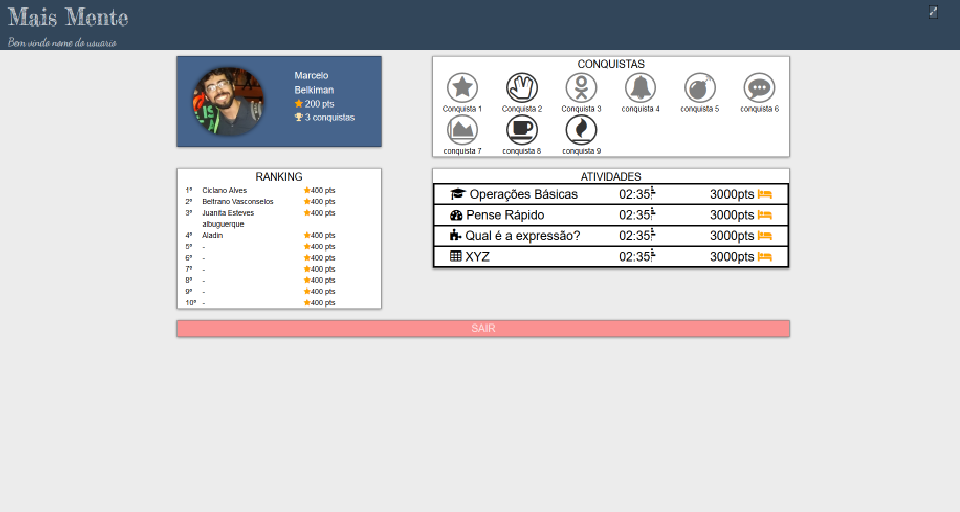 Mais Mente
Bem vindo nome do usuario
Marcelo
Belkiman
200 pts
3 conquistas
CONQUISTAS
Conquista 1 Conquista 2 Conquista 3 conquista 4 conquista 5 conquista 6
conquista 7 conquista 8 conquista 9
RANKING
1º Ciclano Alves 400 pts
2º Beltrano Vasconsellos 400 pts
3º Juanita Esteves 400 pts
albuguerque
4º Aladin 400 pts
5º - 400 pts
6º - 400 pts
7º - 400 pts
8º - 400 pts
9º - 400 pts
10º - 400 pts
ATIVIDADES
Operações Básicas 02:35 3000pts
Pense Rápido 02:35 3000pts
Qual é a expressão? 02:35 3000pts
XYZ 02:35 3000pts
SAIR